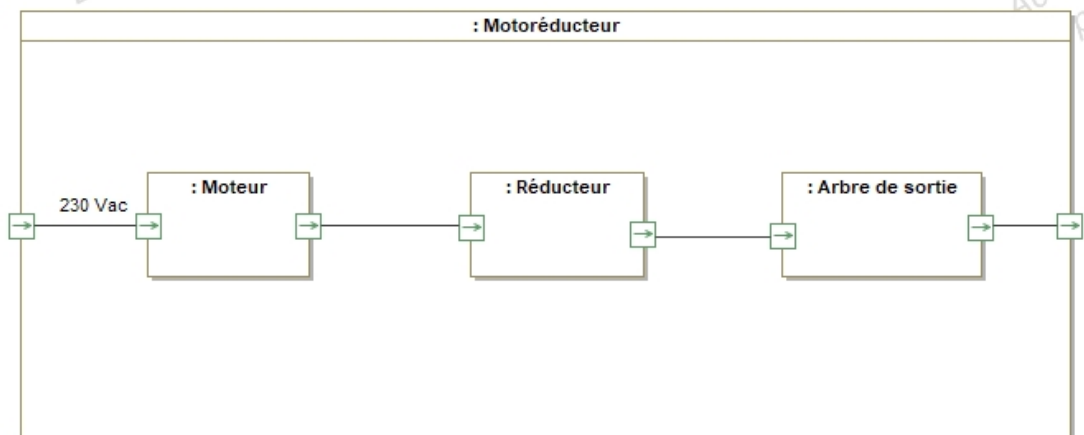 : Motoréducteur
: Moteur
: Réducteur
: Arbre de sortie
230 Vac